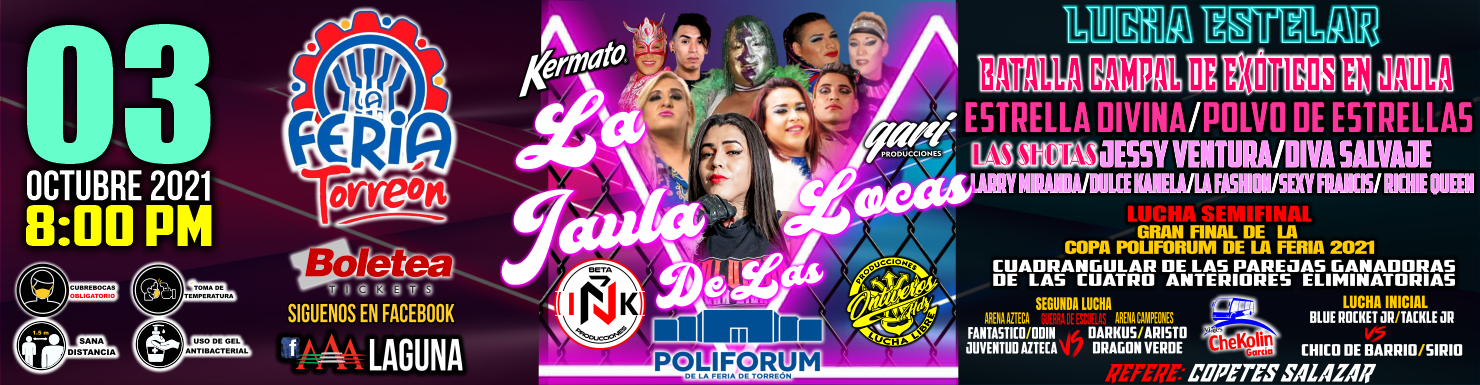 03
OCTUBRE 2021
8:00 PM
CUBREBOCAS
OBLIGATORIO
TOMA DE
TEMPERATURA
1.5 m
SANA
DISTANCIA
USO DE GEL
ANTIBACTERIAL
LA
FERIA
Torreón
Boletea
TICKETS
SIGUENOS EN FACEBOOK
f AAA LAGUNA
Kermato
gari
PRODUCCIONES
La
Jaula
De Las
Locas
BETA
INK
PRODUCCIONES
PRODUCCIONES
Ontiveros
LUCHA LIBRE
POLIFORUM
DE LA FERIA DE TORREÓN
LUCHA ESTELAR
BATALLA CAMPAL DE EXÓTICOS EN JAULA
ESTRELLA DIVINA/POLVO DE ESTRELLAS
LAS SHOTAS JESSY VENTURA/DIVA SALVAJE
LARRY MIRANDA/DULCE KANELA/LA FASHION/SEXY FRANCIS/ RICHIE QUEEN
LUCHA SEMIFINAL
GRAN FINAL DE LA
COPA POLIFORUM DE LA FERIA 2021
CUADRANGULAR DE LAS PAREJAS GANADORAS
DE LAS CUATRO ANTERIORES ELIMINATORIAS
SEGUNDA LUCHA
ARENA AZTECA GUERRA DE ESCUELAS ARENA CAMPEONES
FANTASTICO/ODIN VS DARKUS/ARISTO
JUVENTUD AZTECA DRAGON VERDE
Viajes
CheKolin
García
LUCHA INICIAL
BLUE ROCKET JR/TACKLE JR
VS
CHICO DE BARRIO/SIRIO
REFERE: COPETES SALAZAR